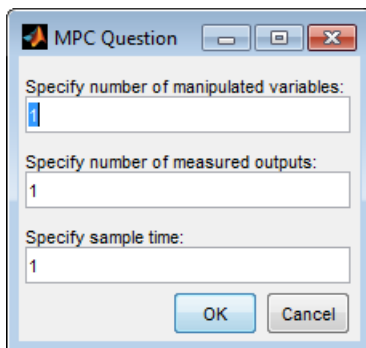 MPC Question
Specify number of manipulated variables:
1
Specify number of measured outputs:
1
Specify sample time:
1
OK
Cancel